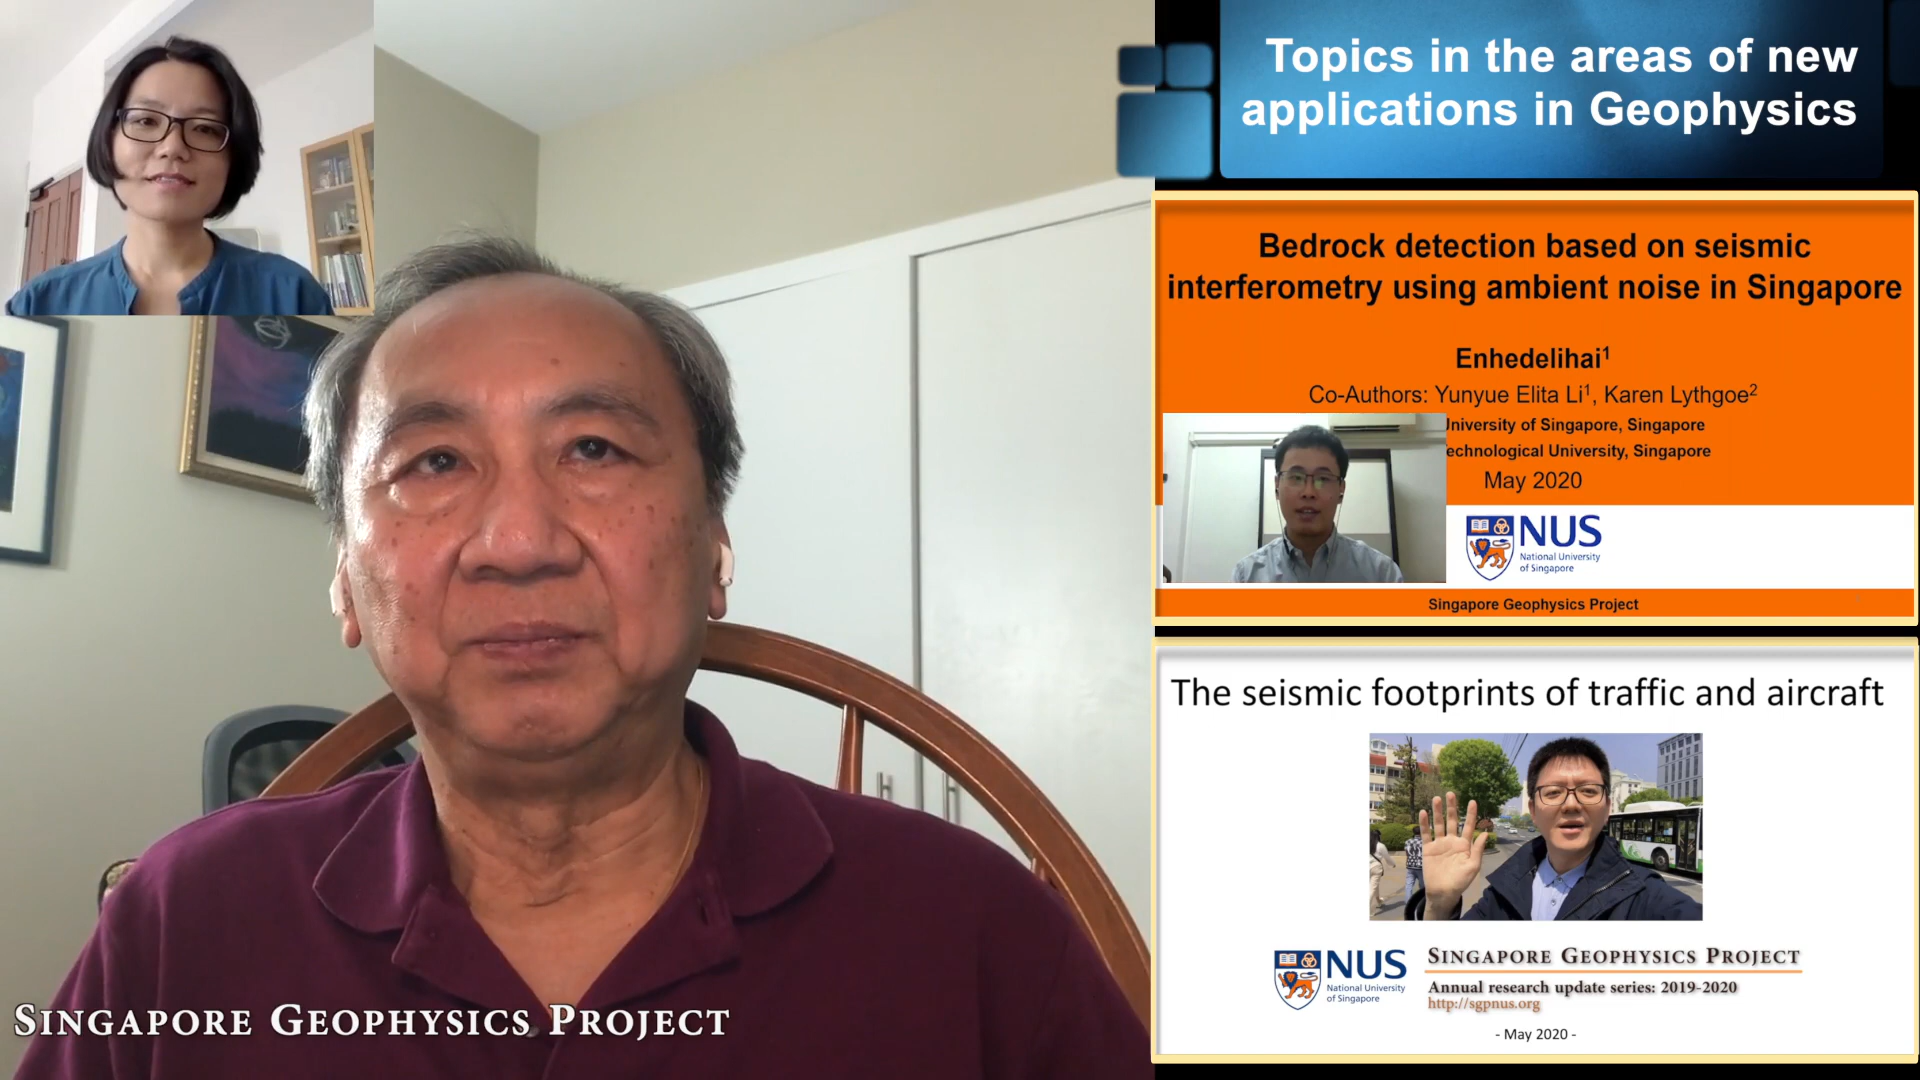 Topics in the areas of new
applications in Geophysics
Bedrock detection based on seismic
interferometry using ambient noise in Singapore
Enhedelihai¹
Co-Authors: Yunyue Elita Li¹, Karen Lythgoe²
University of Singapore, Singapore
Technological University, Singapore
May 2020
NUS
National University
of Singapore
Singapore Geophysics Project
The seismic footprints of traffic and aircraft
NUS
National University
of Singapore
SINGAPORE GEOPHYSICS PROJECT
Annual research update series: 2019-2020
http://sgpnus.org
- May 2020 -
SINGAPORE GEOPHYSICS PROJECT